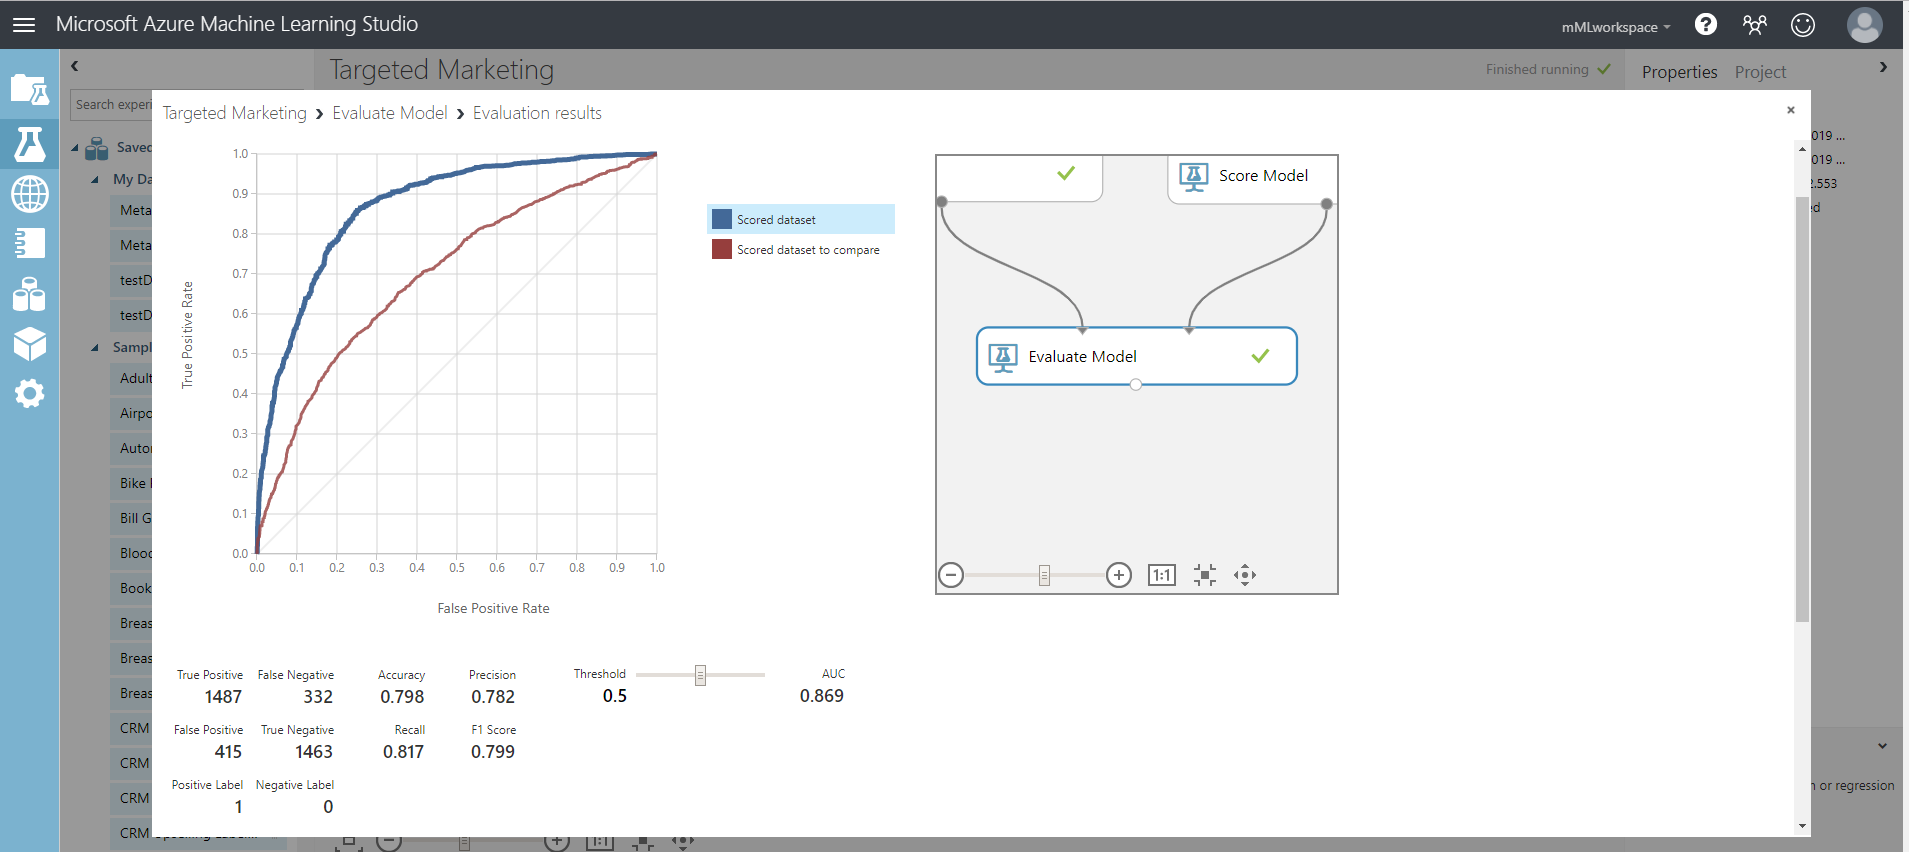 Microsoft Azure Machine Learning Studio
mMLworkspace
Targeted Marketing
Finished running
Properties
Project
Search experi
Targeted Marketing > Evaluate Model > Evaluation results
×
Saved
My Da
Meta
Meta
testD
testD
Sampl
Adult
Airpo
Auto
Bike
Bill G
Blood
Book
Breas
Breas
Breas
CRM
CRM
CRM
CRM
019 ...
019 ...
2.553
ed
True Positive Rate
1.0
0.9
0.8
0.7
0.6
0.5
0.4
0.3
0.2
0.1
0.0
0.0 0.1 0.2 0.3 0.4 0.5 0.6 0.7 0.8 0.9 1.0
False Positive Rate
Scored dataset
Scored dataset to compare
Score Model
Evaluate Model
1:1
True Positive False Negative Accuracy Precision Threshold AUC
1487 332 0.798 0.782 0.5 0.869
False Positive True Negative Recall F1 Score
415 1463 0.817 0.799
Positive Label Negative Label
1 0
1:1
n or regression